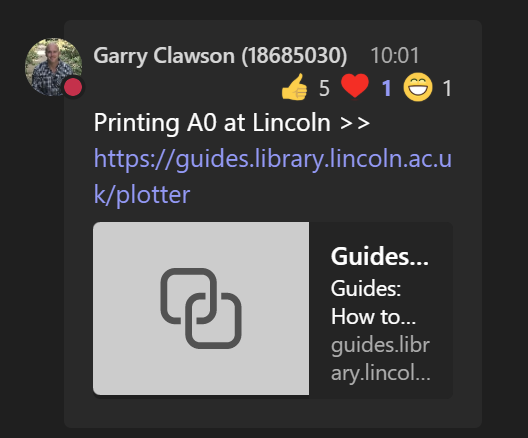 Garry Clawson (18685030) 10:01
5 1 1
Printing A0 at Lincoln >>
https://guides.library.lincoln.ac.u
k/plotter
Guides...
Guides:
How to...
guides.libr
ary.lincol...